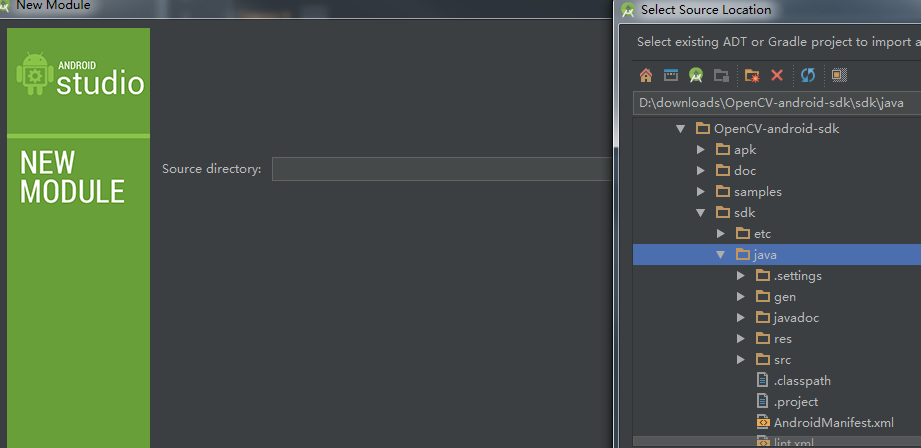 New Module
ANDROID
studio
NEW
MODULE
Source directory:
Select Source Location
Select existing ADT or Gradle project to import a
D:\downloads\OpenCV-android-sdk\sdk\java
OpenCV-android-sdk
apk
doc
samples
sdk
etc
java
.settings
gen
javadoc
res
src
.classpath
.project
AndroidManifest.xml
lint.xml